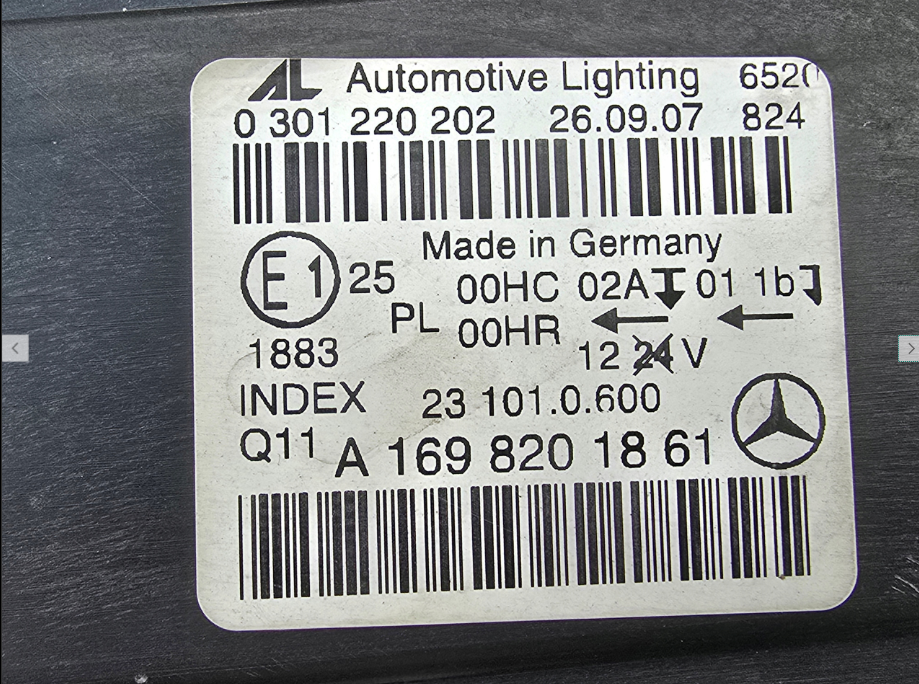 AL Automotive Lighting 6520
0 301 220 202 26.09.07 824
Made in Germany
E1 25 00HC 02A 01 1b
PL 00HR
1883 12 24 V
INDEX 23 101.0.600
Q11 A 169 820 18 61